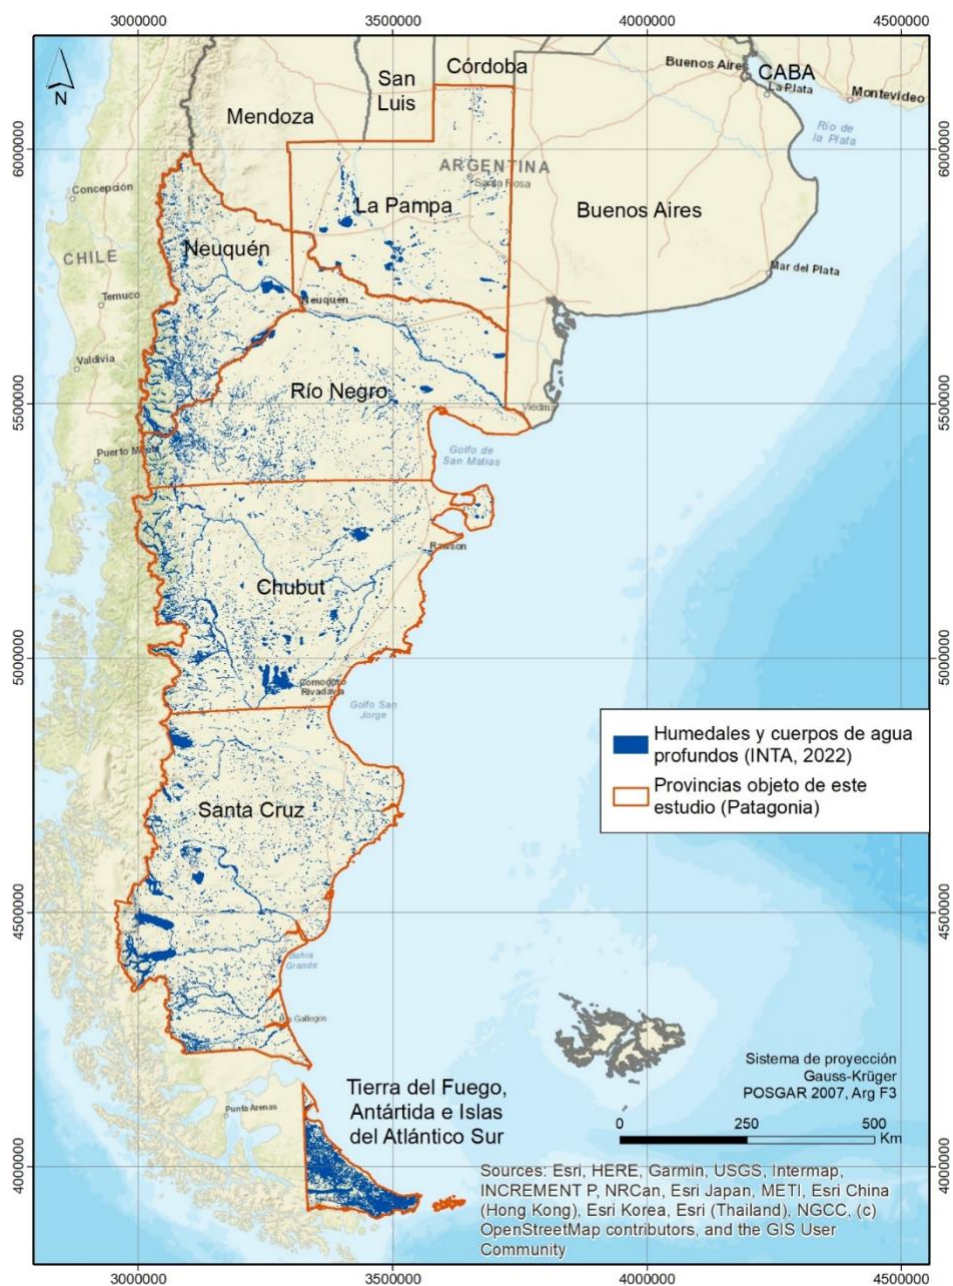 3000000
3500000
4000000
4500000
N
San
Luis
Córdoba
Buenos Aires
CABA
La Plata
Montevideo
Mendoza
Río de
la Plata
6000000
6000000
ARGENTINA
Santa Rosa
Concepción
La Pampa
Buenos Aires
Neuquén
CHILE
Mar del Plata
Temuco
Neuquén
Valdivia
Río Negro
5500000
5500000
Viedma
Golfo de
San Matías
Puerto
Rawson
Chubut
5000000
5000000
Comodoro
Rivadavia
Golfo San
Jorge
Humedales y cuerpos de agua
profundos (INTA, 2022)
Provincias objeto de este
estudio (Patagonia)
Santa Cruz
4500000
4500000
Bahía
Grande
Gallegos
Sistema de proyección
Gauss-Krüger
POSGAR 2007, Arg F3
Tierra del Fuego,
Antártida e Islas
del Atlántico Sur
Punta Arenas
0
250
500
Km
4000000
4000000
Sources: Esri, HERE, Garmin, USGS, Intermap,
INCREMENT P, NRCan, Esri Japan, METI, Esri China
(Hong Kong), Esri Korea, Esri (Thailand), NGCC, (c)
OpenStreetMap contributors, and the GIS User
Community
3000000
3500000
4000000
4500000